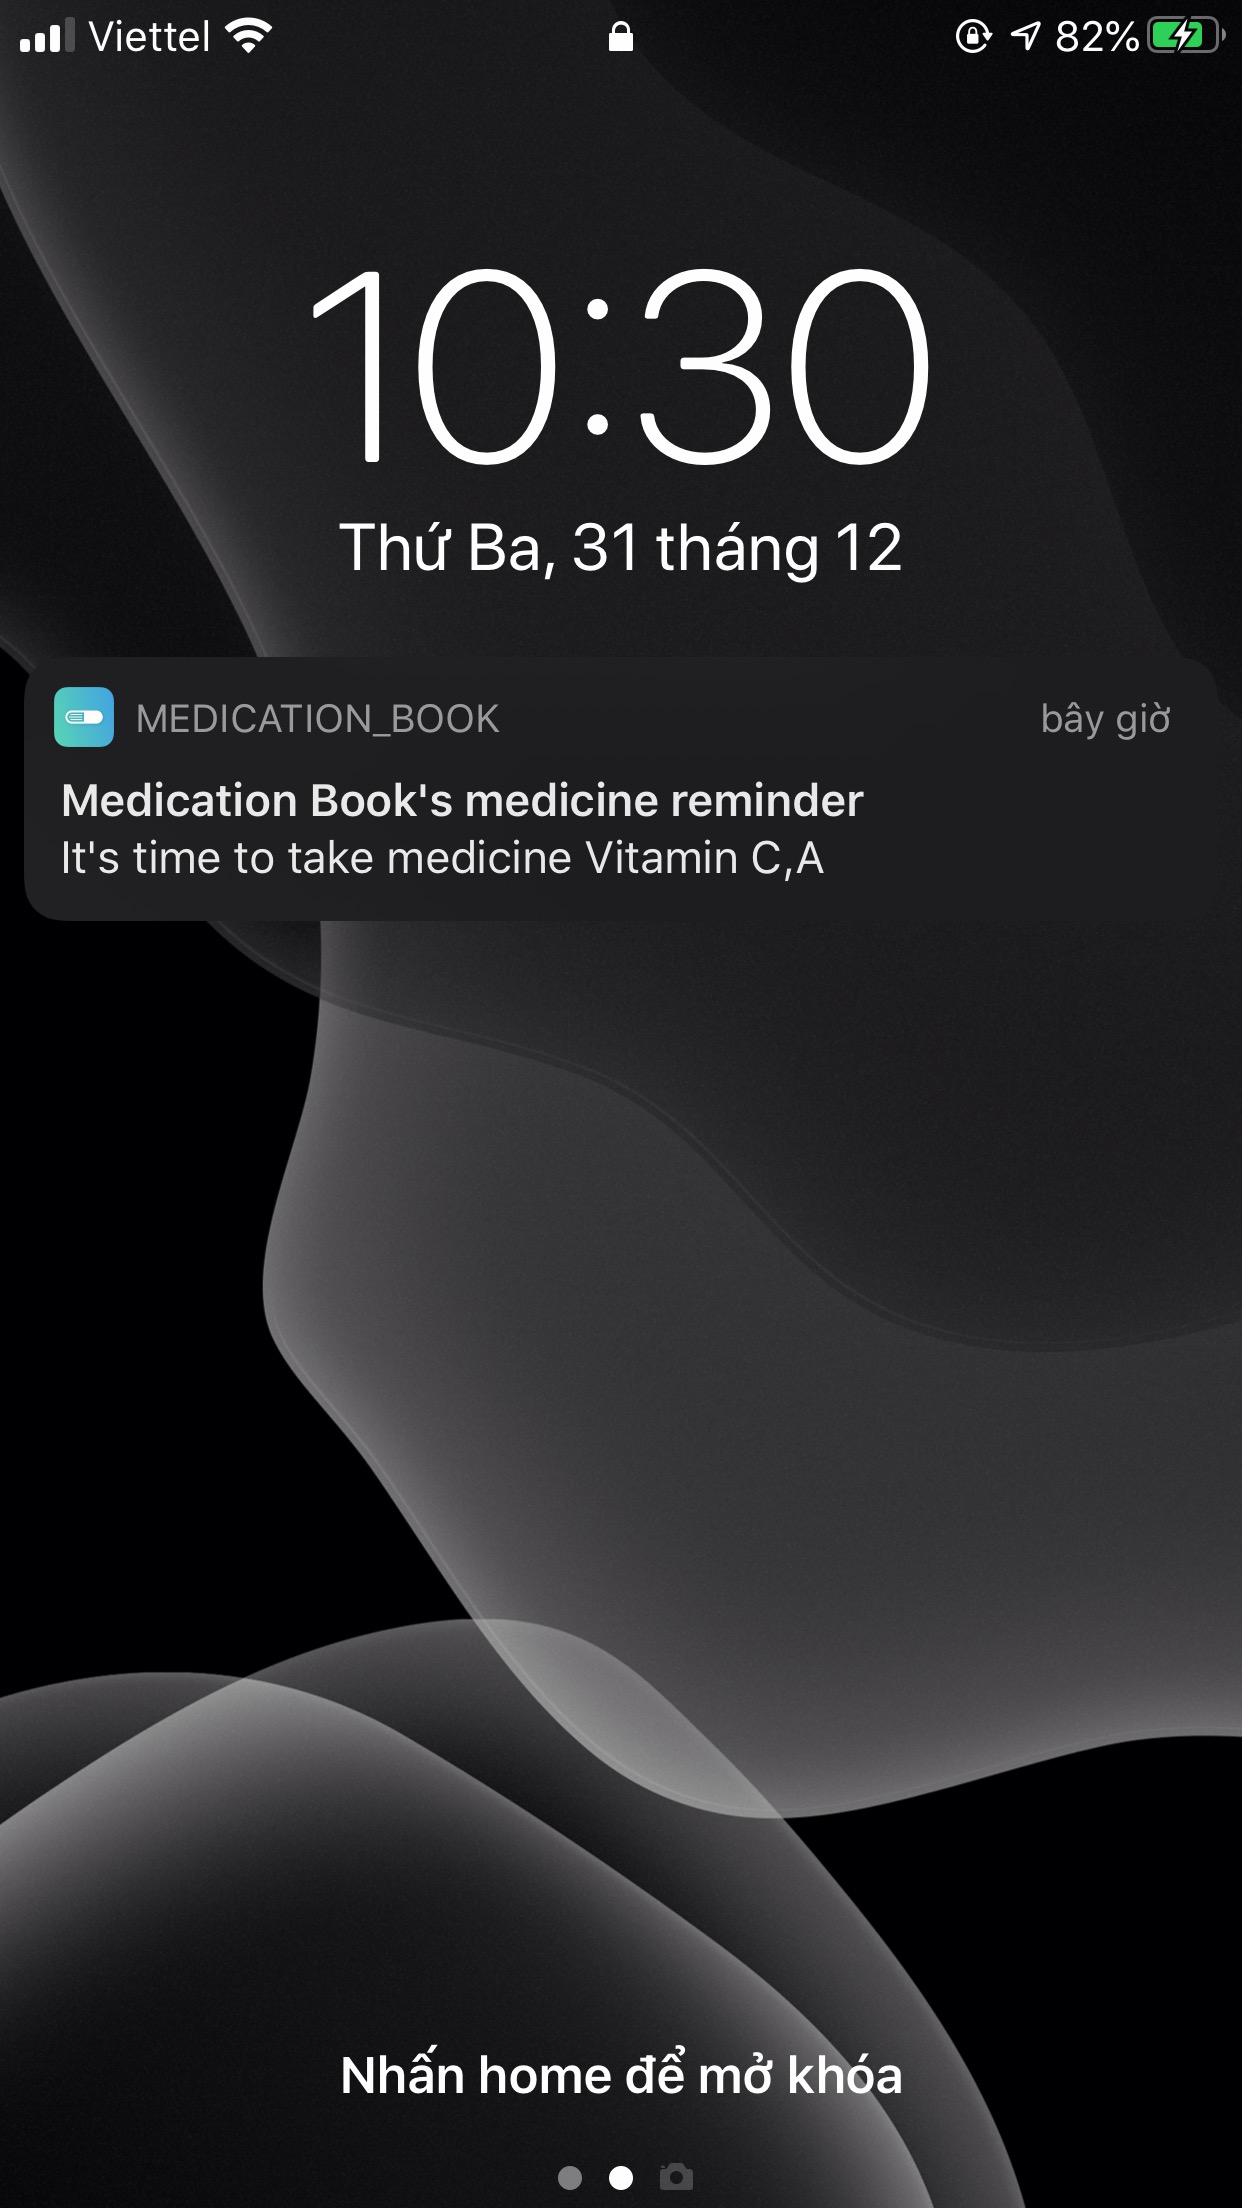 Viettel 82%
10:30
Thứ Ba, 31 tháng 12
MEDICATION_BOOK bây giờ
Medication Book's medicine reminder
It's time to take medicine Vitamin C,A
Nhấn home để mở khóa